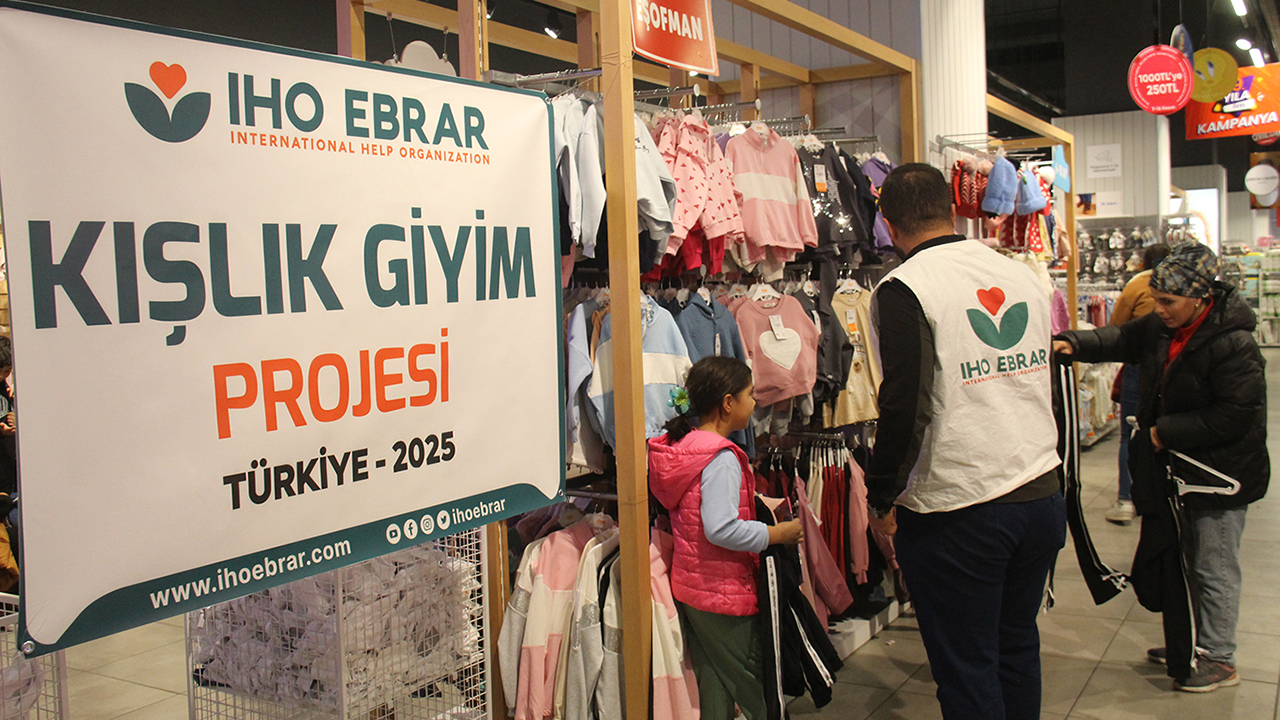 IHO EBRAR
INTERNATIONAL HELP ORGANIZATION
KIŞLIK GİYİM
PROJESİ
TÜRKİYE - 2025
ihoebrar
www.ihoebrar.com
EŞOFMAN
IHO EBRAR
INTERNATIONAL HELP ORGANIZATION
1000TL'ye
250TL
KAMPANYA